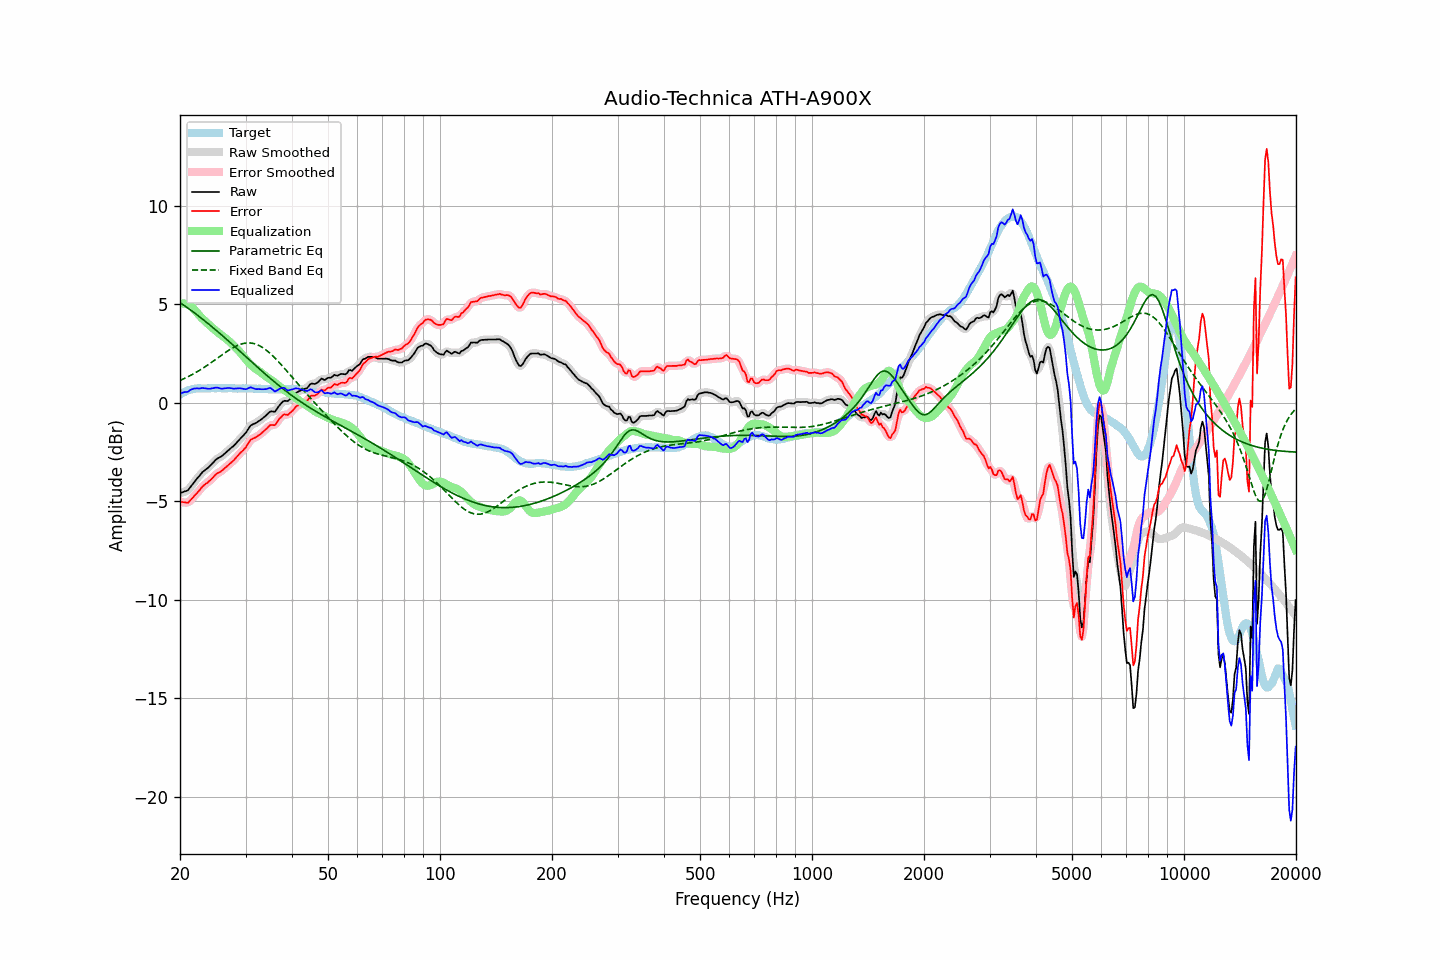 Audio-Technica ATH-A900X
Target
Raw Smoothed
Error Smoothed
Raw
Error
Equalization
Parametric Eq
Fixed Band Eq
Equalized
10
5
0
−5
−10
−15
−20
Amplitude (dBr)
20
50
100
200
500
1000
2000
5000
10000
20000
Frequency (Hz)